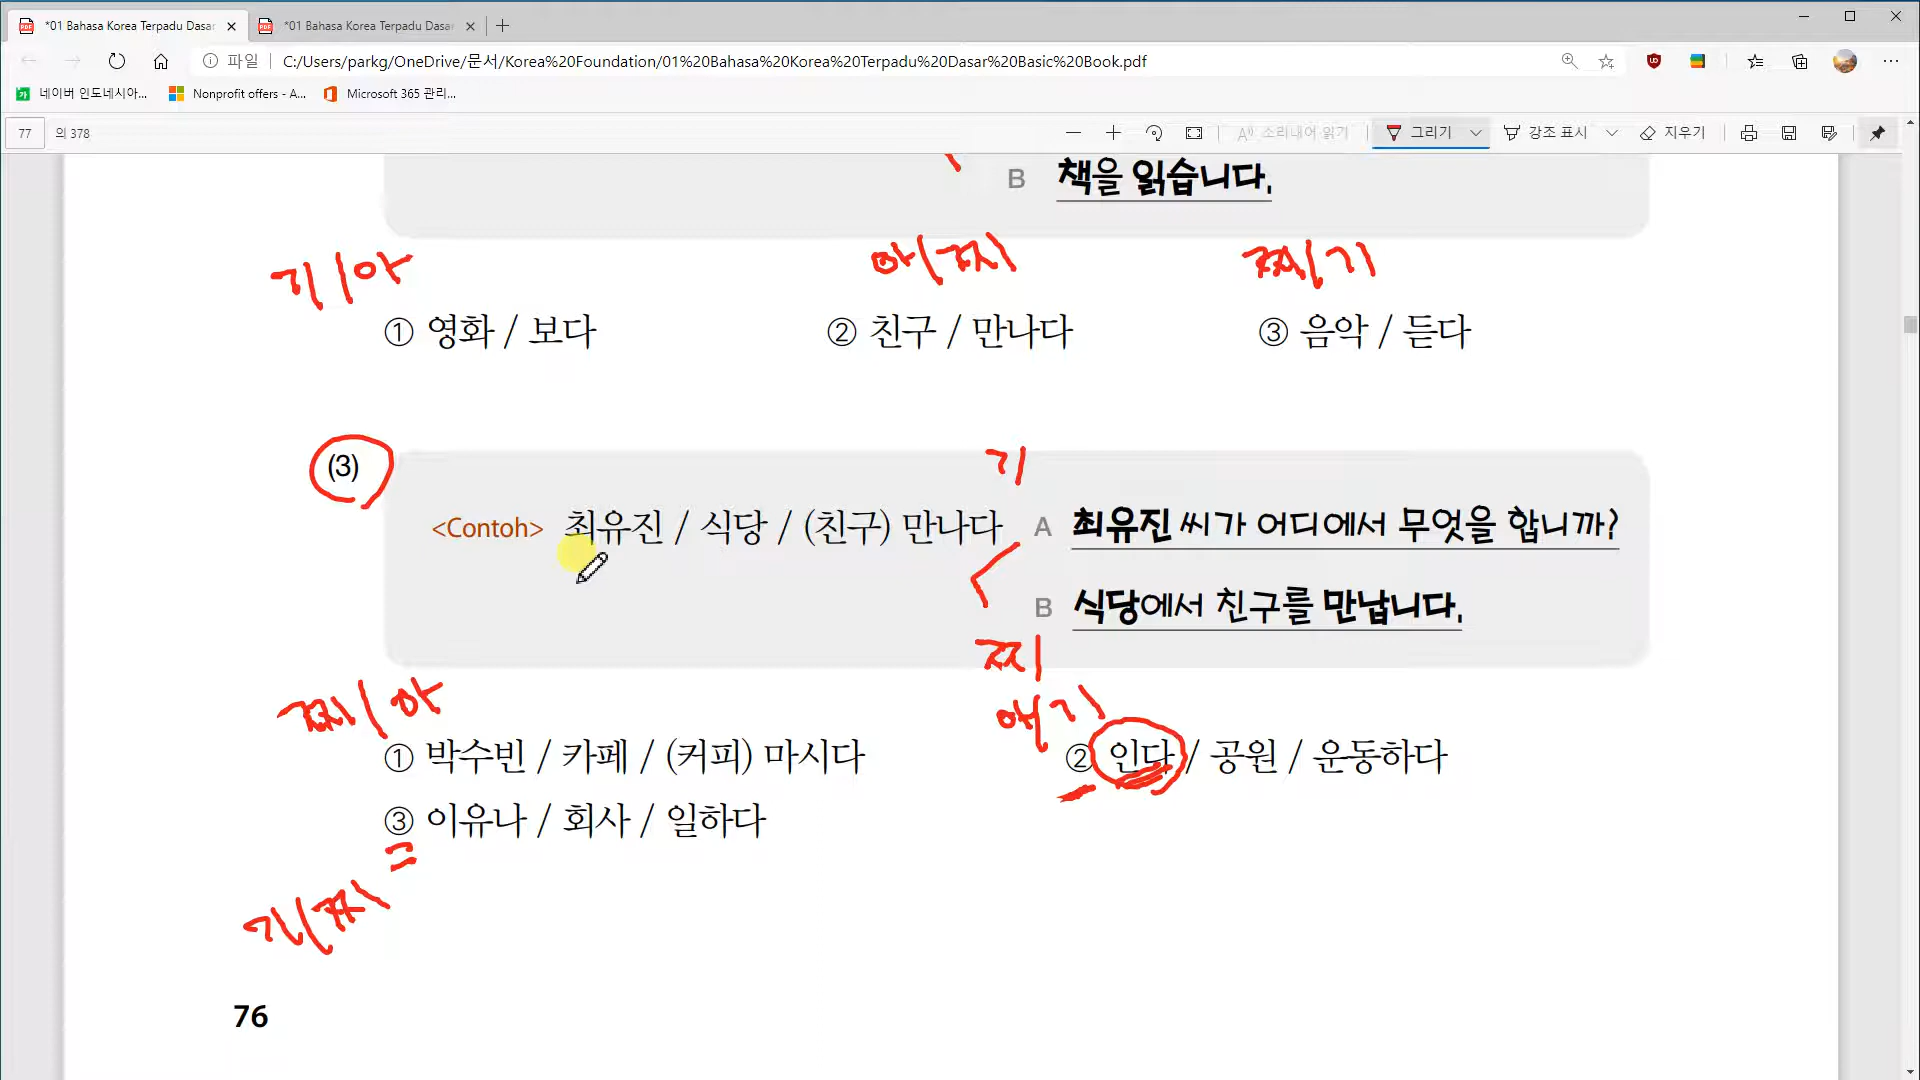 *01 Bahasa Korea Terpadu Dasar
*01 Bahasa Korea Terpadu Dasar
파일 C:/Users/parkg/OneDrive/문서/Korea%20Foundation/01%20Bahasa%20Korea%20Terpadu%20Dasar%20Basic%20Book.pdf
네이버 인도네시아... Nonprofit offers - A... Microsoft 365 관리...
77 의 378 소리내어 읽기 그리기 강조 표시 지우기
B 책을 읽습니다.
기/아 아/찌 찌/기
① 영화 / 보다 ② 친구 / 만나다 ③ 음악 / 듣다
기
(3)
<Contoh> 최유진 / 식당 / (친구) 만나다 A 최유진 씨가 어디에서 무엇을 합니까?
B 식당에서 친구를 만납니다.
찌
찌/아 아/기
① 박수빈 / 카페 / (커피) 마시다 ② 인다 / 공원 / 운동하다
③ 이유나 / 회사 / 일하다
기/찌
76